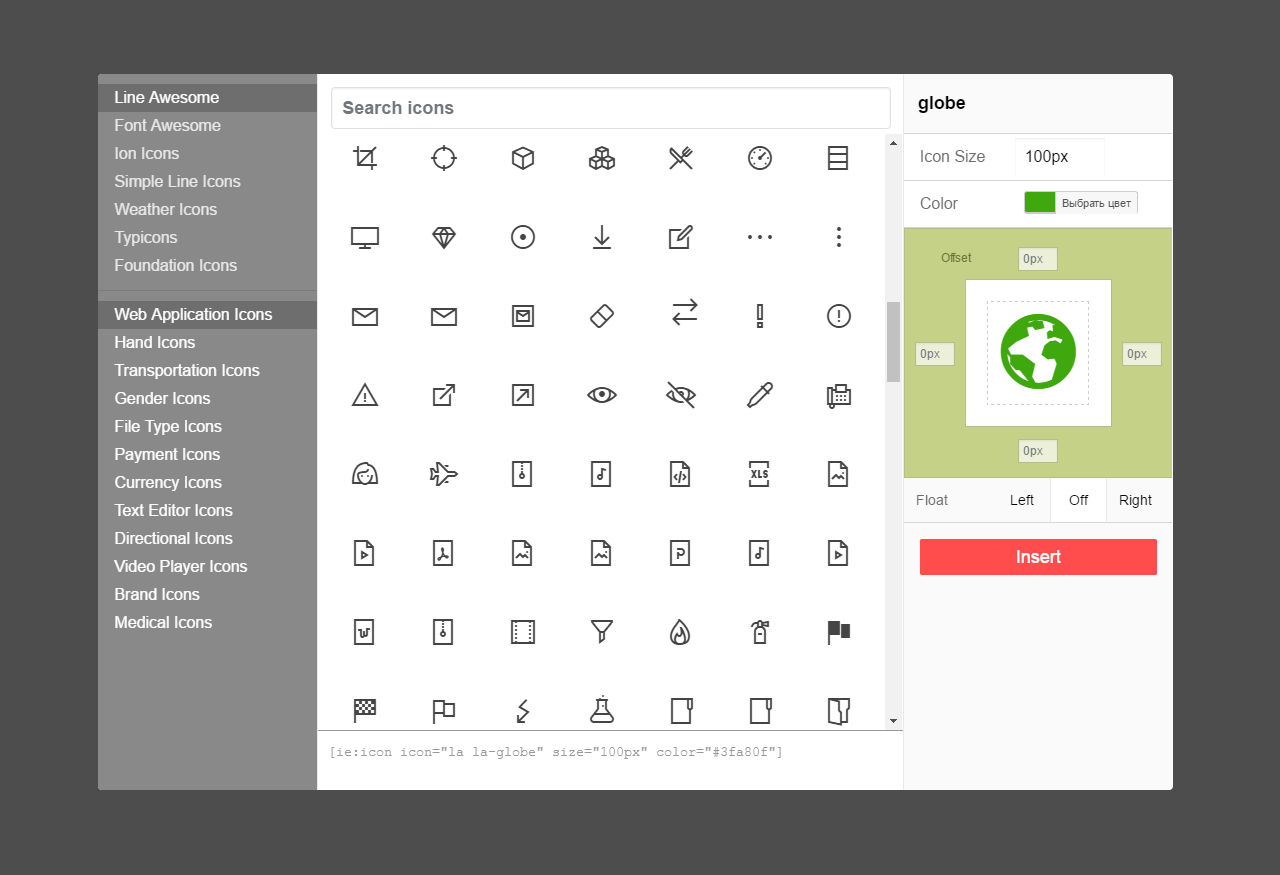 Line Awesome
Font Awesome
Ion Icons
Simple Line Icons
Weather Icons
Typicons
Foundation Icons
Web Application Icons
Hand Icons
Transportation Icons
Gender Icons
File Type Icons
Payment Icons
Currency Icons
Text Editor Icons
Directional Icons
Video Player Icons
Brand Icons
Medical Icons
Search icons
XLS
[ie:icon icon="la la-globe" size="100px" color="#3fa80f"]
globe
Icon Size 100px
Color Выбрать цвет
Offset 0px
0px 0px
0px
Float Left Off Right
Insert